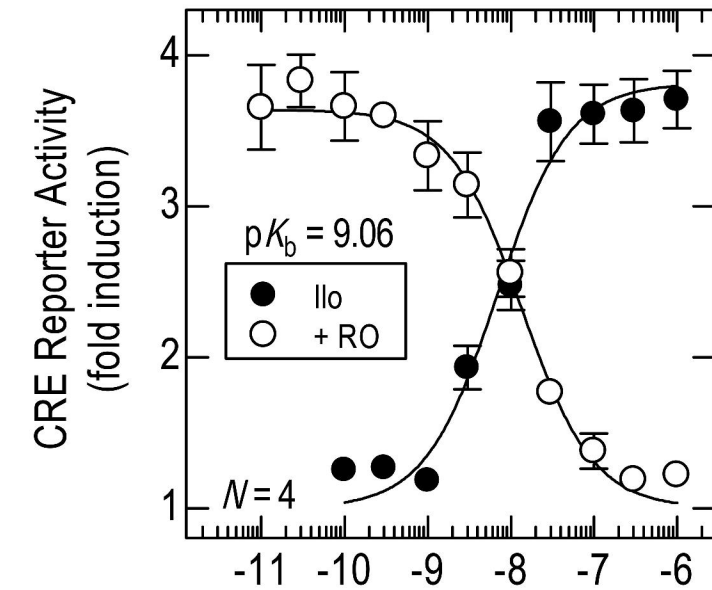 CRE Reporter Activity
(fold induction)
4
3
2
1
pKb = 9.06
Ilo
+ RO
N = 4
-11 -10 -9 -8 -7 -6